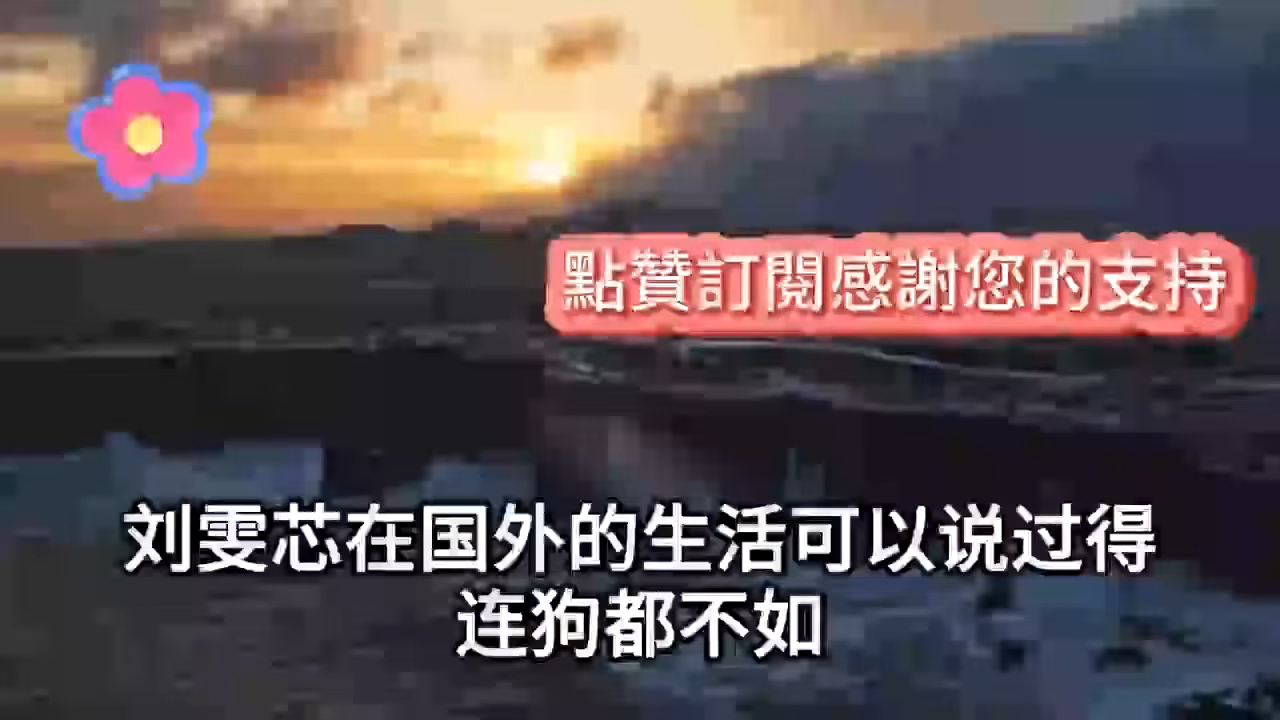 點贊訂閱感謝您的支持
刘雯芯在国外的生活可以说过得
连狗都不如